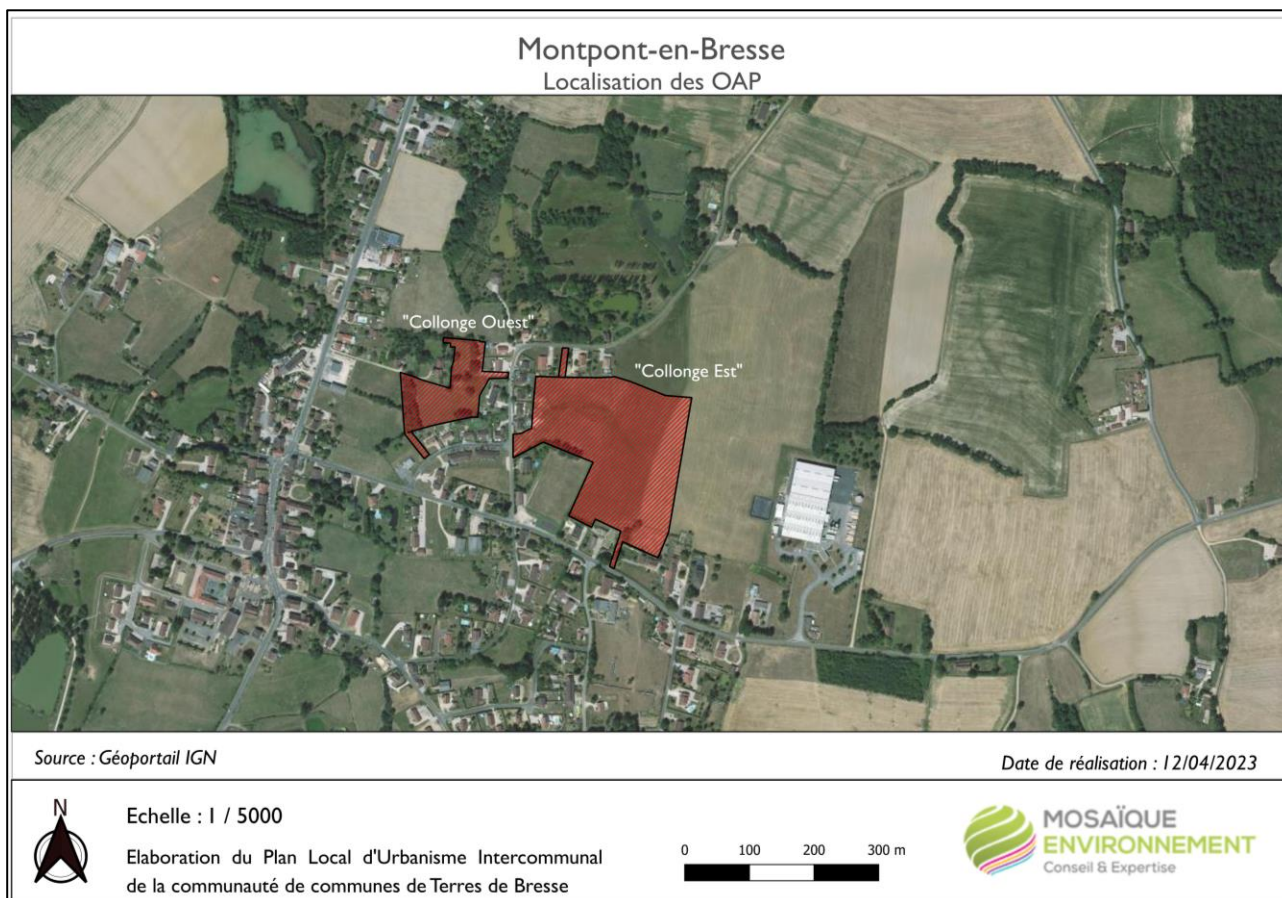 Montpont-en-Bresse
Localisation des OAP
"Collonge Ouest"
"Collonge Est"
Source : Géoportail IGN
Date de réalisation : 12/04/2023
N
Echelle : 1 / 5000
Elaboration du Plan Local d'Urbanisme Intercommunal
de la communauté de communes de Terres de Bresse
0 100 200 300 m
MOSAÏQUE
ENVIRONNEMENT
Conseil & Expertise